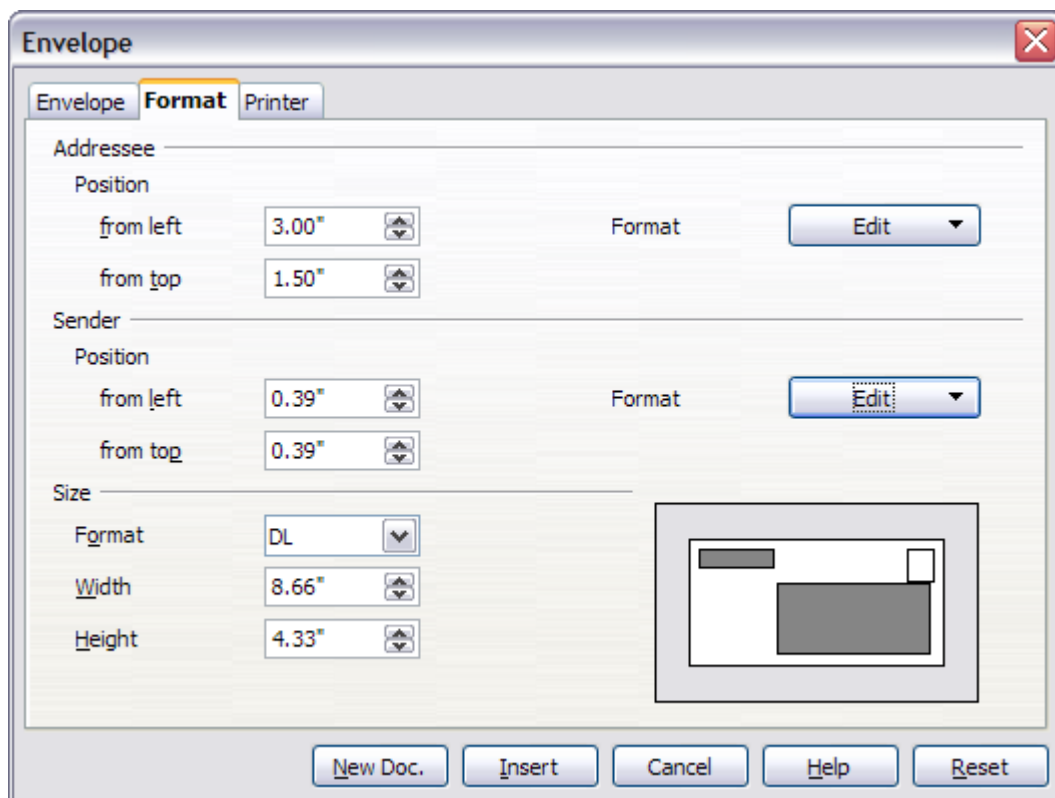 Envelope
Envelope Format Printer
Addressee
Position
from left 3.00" Format Edit
from top 1.50"
Sender
Position
from left 0.39" Format Edit
from top 0.39"
Size
Format DL
Width 8.66"
Height 4.33"
New Doc. Insert Cancel Help Reset